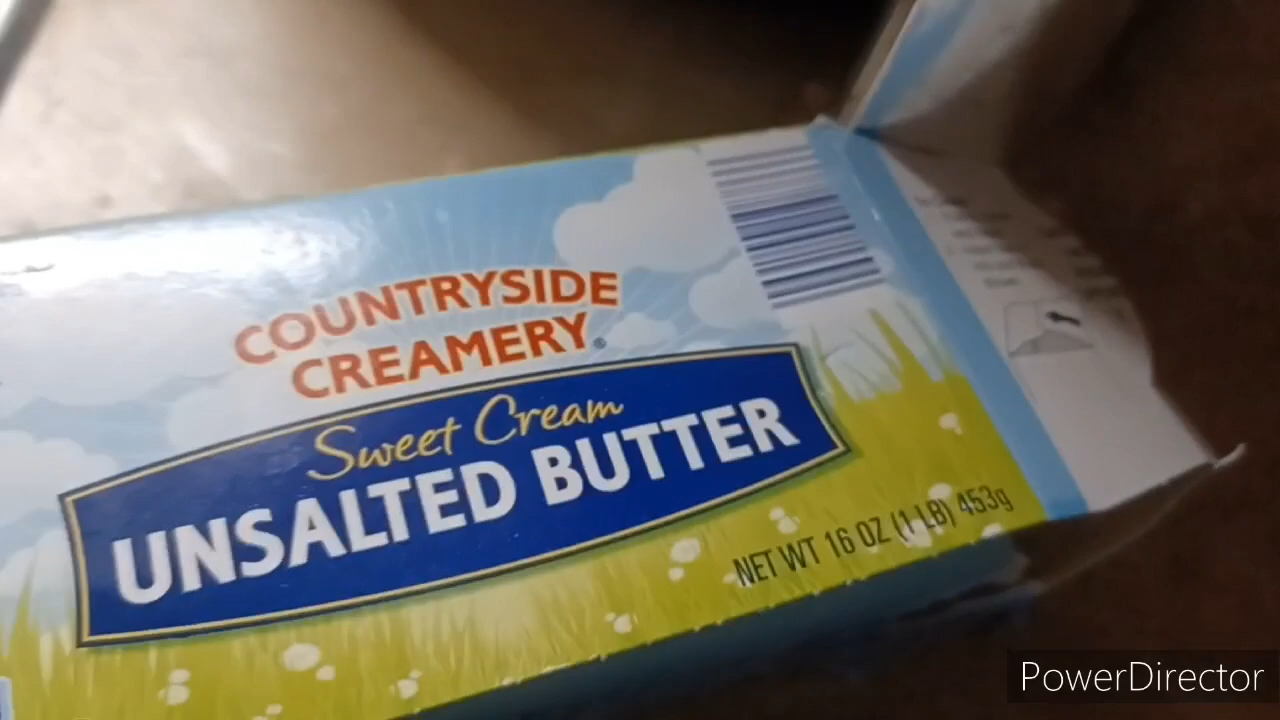 COUNTRYSIDE
CREAMERY®
Sweet Cream
UNSALTED BUTTER
NET WT 16 OZ (1 LB) 453g
PowerDirector